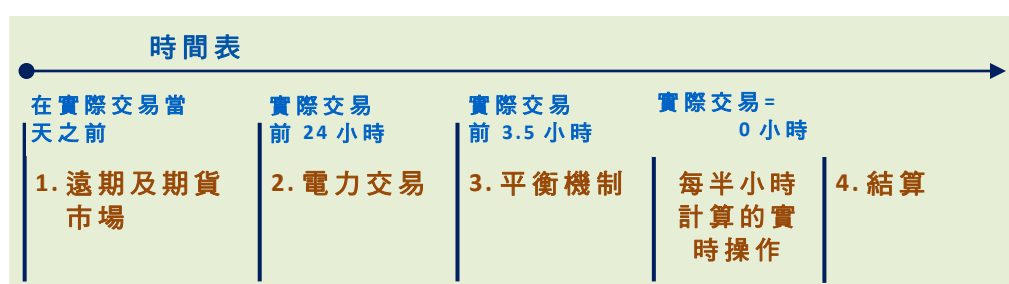 時間表
在實際交易當
天之前
實際交易
前 24 小時
實際交易
前 3.5 小時
實際交易=
0 小時
1. 遠期及期貨
市場
2. 電力交易
3. 平衡機制
每半小時
計算的實
時操作
4. 結算